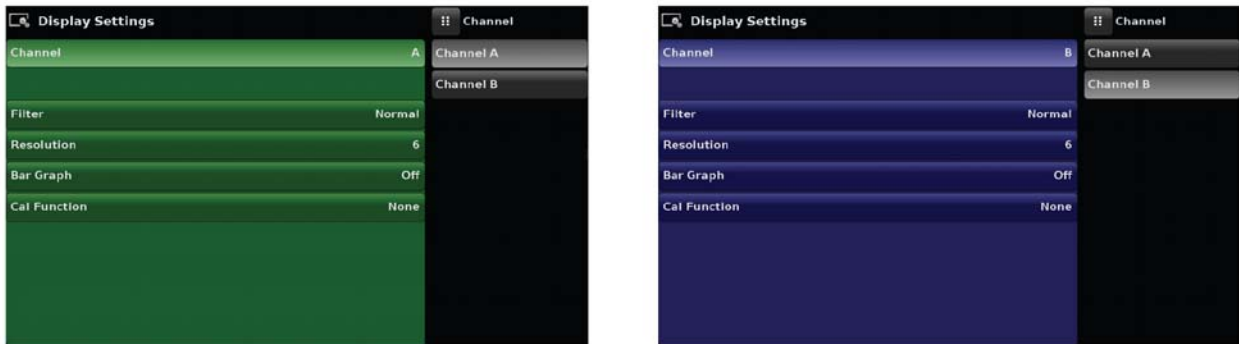 Display Settings
Channel A
Filter Normal
Resolution 6
Bar Graph Off
Cal Function None
Channel
Channel A
Channel B
Display Settings
Channel B
Filter Normal
Resolution 6
Bar Graph Off
Cal Function None
Channel
Channel A
Channel B